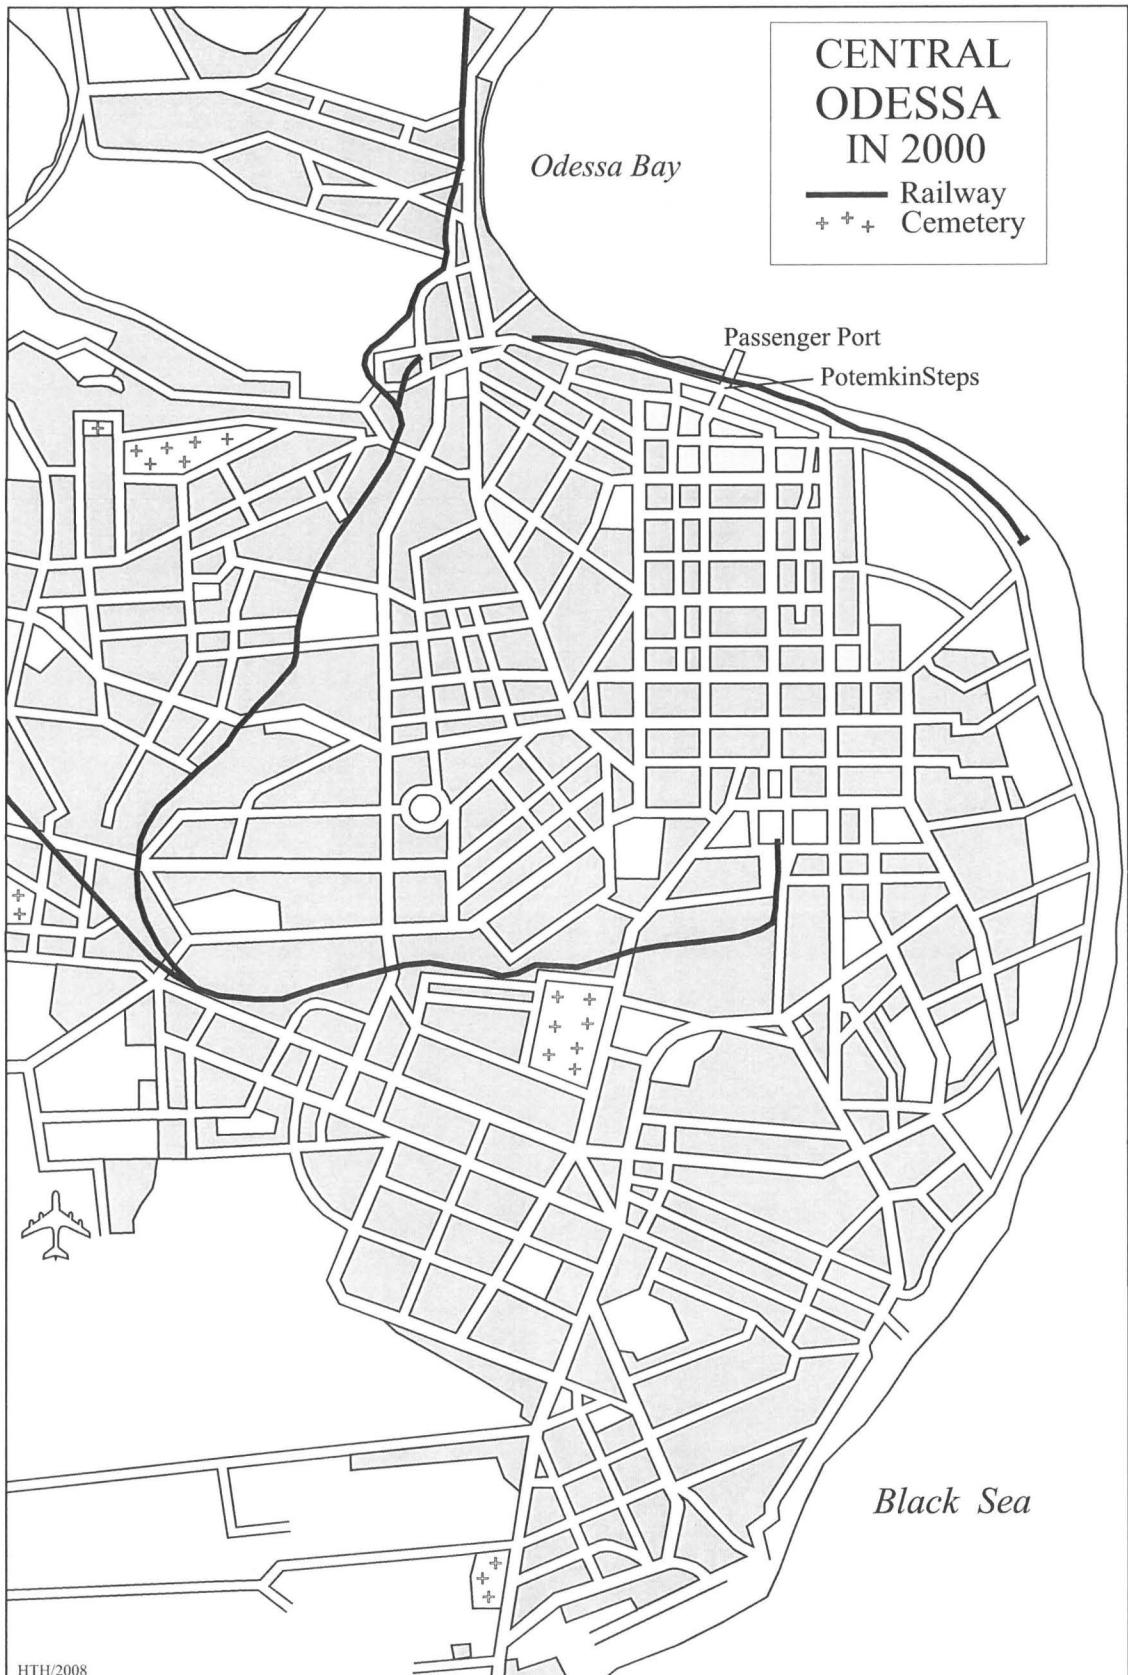 CENTRAL
ODESSA
IN 2000
Railway
Cemetery
Odessa Bay
Passenger Port
PotemkinSteps
Black Sea
HTH/2008